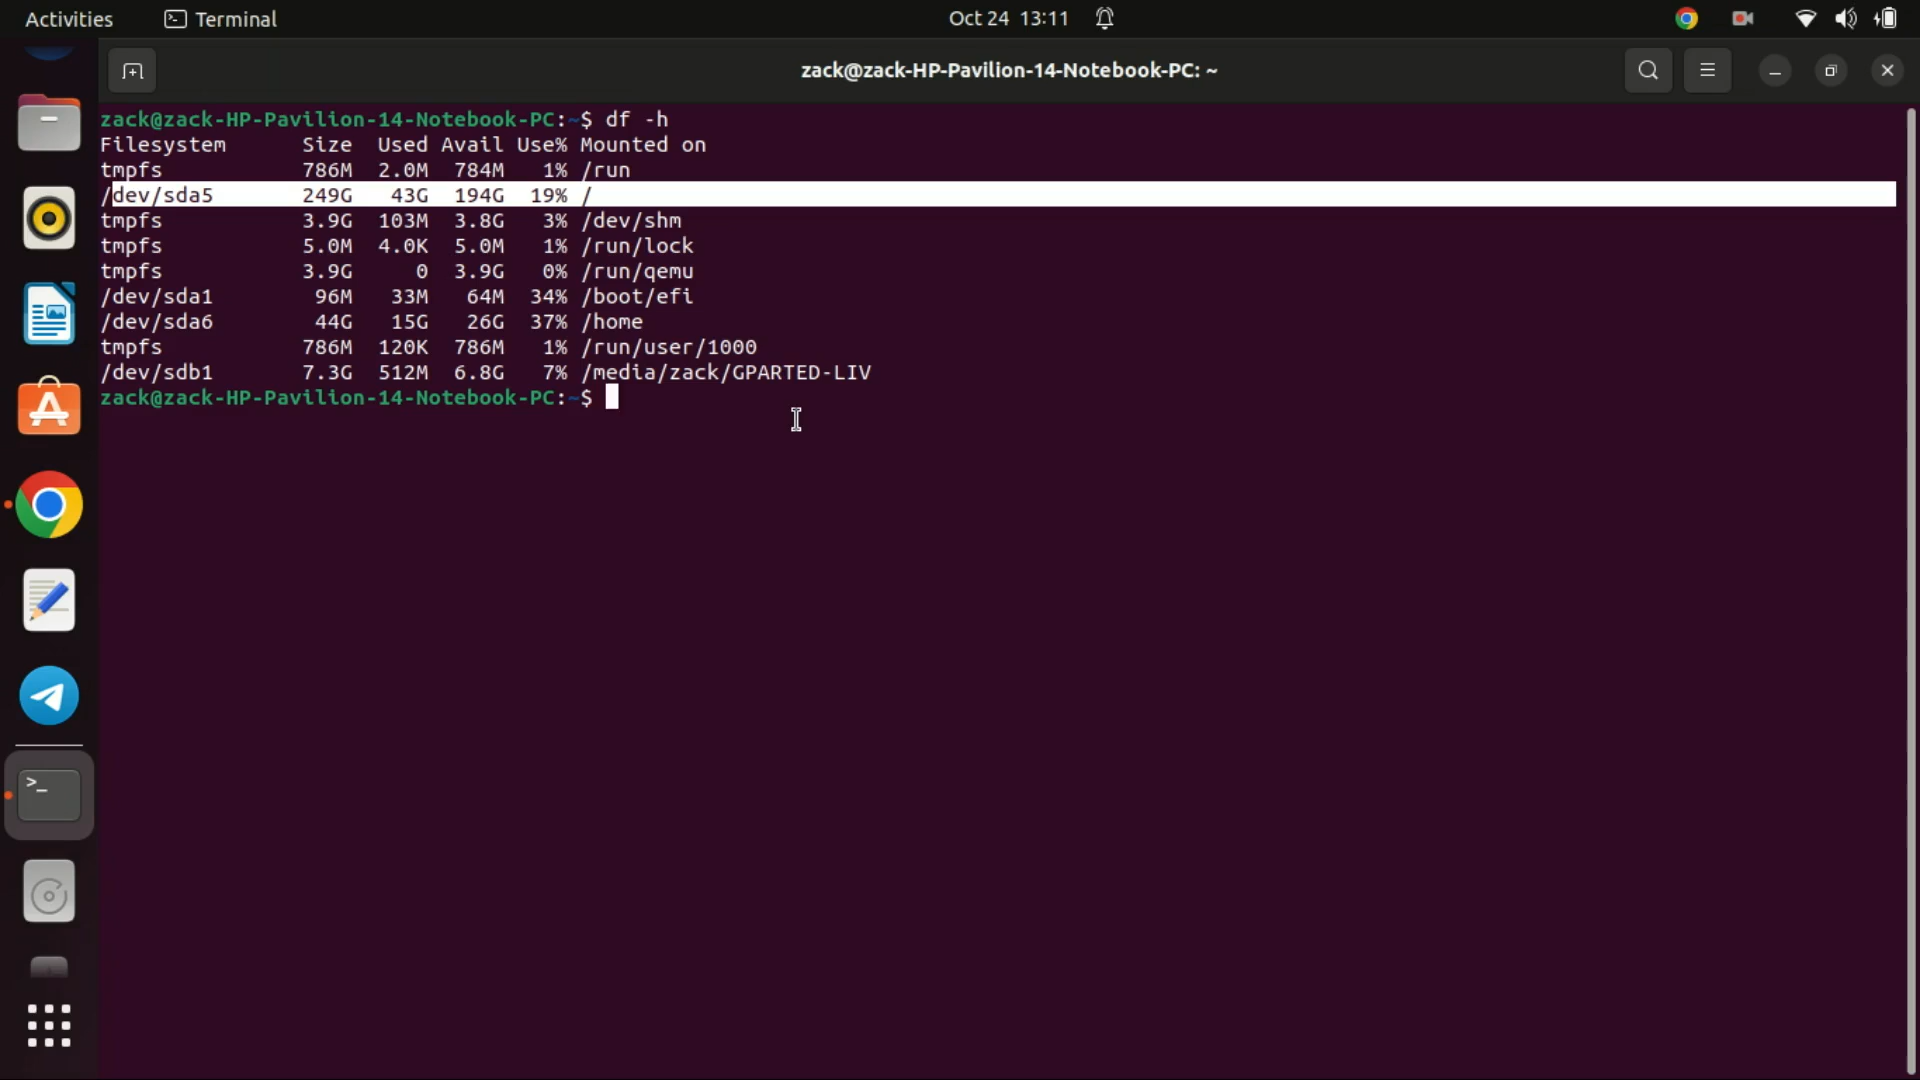 Activities Terminal Oct 24 13:11
zack@zack-HP-Pavilion-14-Notebook-PC: ~
zack@zack-HP-Pavilion-14-Notebook-PC:~$ df -h
Filesystem      Size  Used Avail Use% Mounted on
tmpfs           786M  2.0M  784M   1% /run
/dev/sda5       249G   43G  194G  19% /
tmpfs           3.9G  103M  3.8G   3% /dev/shm
tmpfs           5.0M  4.0K  5.0M   1% /run/lock
tmpfs           3.9G     0  3.9G   0% /run/qemu
/dev/sda1        96M   33M   64M  34% /boot/efi
/dev/sda6        44G   15G   26G  37% /home
tmpfs           786M  120K  786M   1% /run/user/1000
/dev/sdb1       7.3G  512M  6.8G   7% /media/zack/GPARTED-LIV
zack@zack-HP-Pavilion-14-Notebook-PC:~$